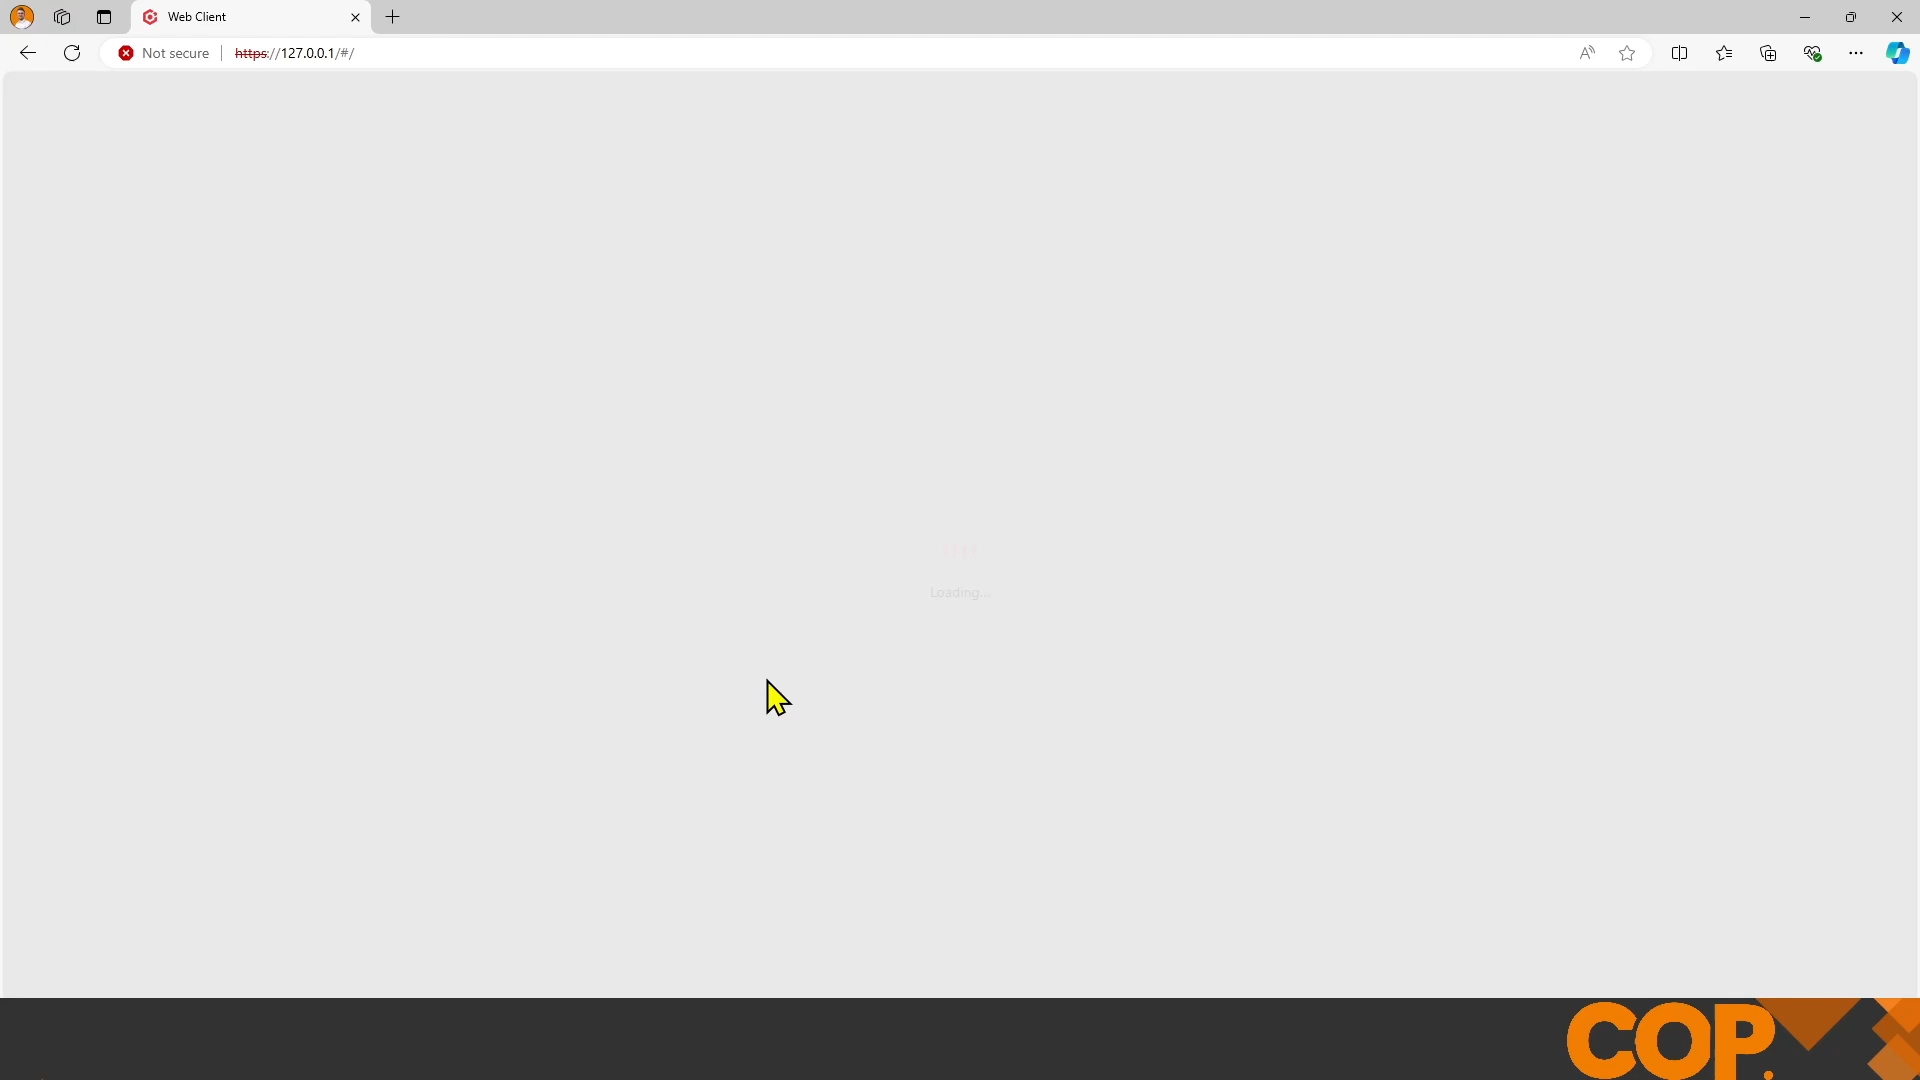 Web Client
Not secure
https://127.0.0.1/#/
Loading...
COP.